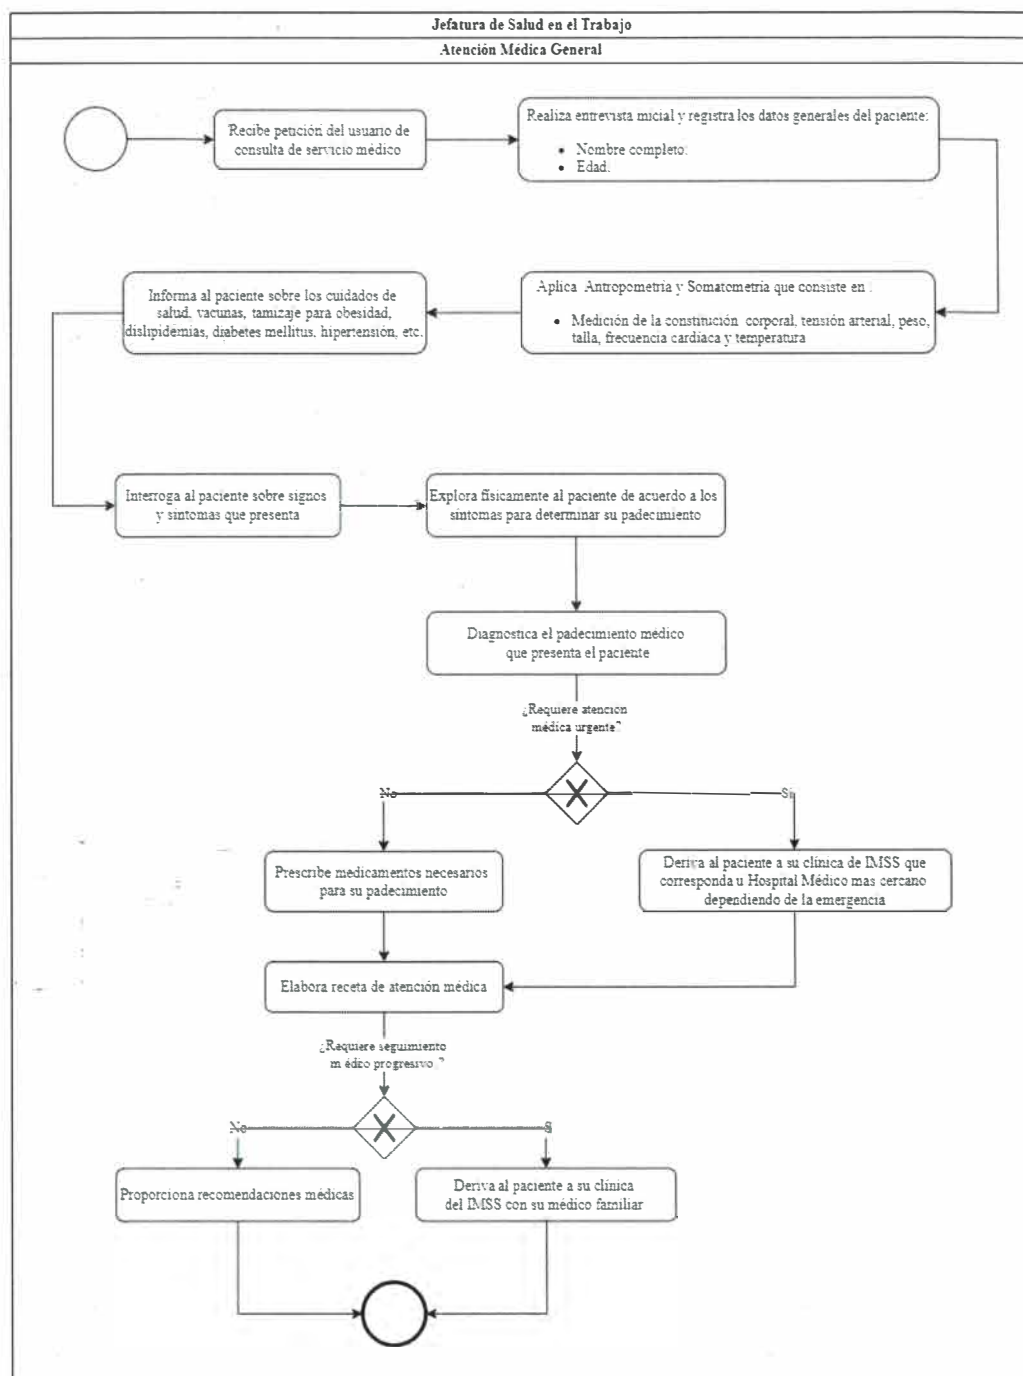 Jefatura de Salud en el Trabajo
Atención Médica General
Recibe petición del usuario de
consulta de servicio médico
Realiza entrevista inicial y registra los datos generales del paciente:
• Nombre completo:
• Edad:
Informa al paciente sobre los cuidados de
salud, vacunas, tamizaje para obesidad,
dislipidemias, diabetes mellitus, hipertensión, etc.
Aplica Antropometria y Somatometria que consiste en :
• Medición de la constitución corporal, tensión arterial, peso,
talla, frecuencia cardiaca y temperatura
Interroga al paciente sobre signos
y sintomas que presenta
Explora físicamente al paciente de acuerdo a los
sintomas para determinar su padecimiento
Diagnostica el padecimiento médico
que presenta el paciente
¿Requiere atencion
médica urgente?
No
Si
Prescribe medicamentos necesarios
para su padecimiento
Deriva al paciente a su clínica de IMSS que
corresponda u Hospital Médico mas cercano
dependiendo de la emergencia
Elabora receta de atención médica
¿Requiere seguimiento
médico progresivo ?
No
Si
Proporciona recomendaciones médicas
Deriva al paciente a su clínica
del IMSS con su médico familiar